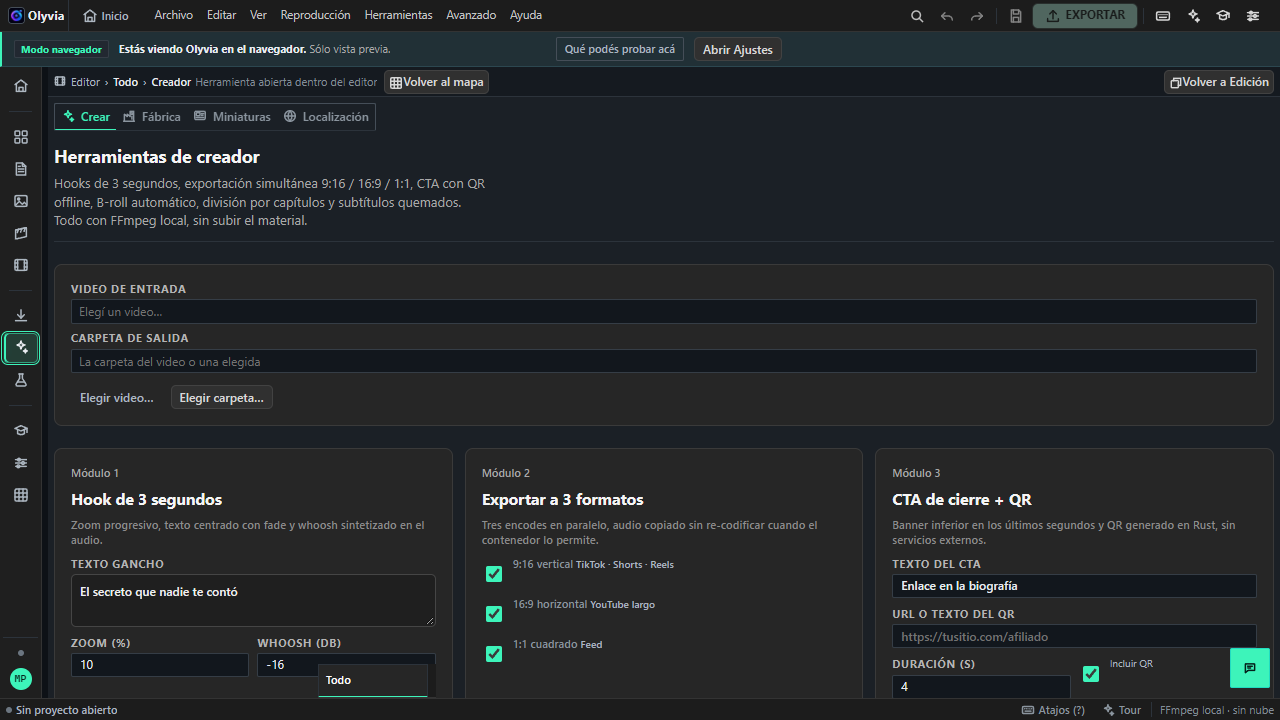 Olyvia Inicio Archivo Editar Ver Reproducción Herramientas Avanzado Ayuda EXPORTAR
Modo navegador Estás viendo Olyvia en el navegador. Sólo vista previa. Qué podés probar acá Abrir Ajustes
Editor › Todo › Creador Herramienta abierta dentro del editor Volver al mapa Volver a Edición
Crear Fábrica Miniaturas Localización
Herramientas de creador
Hooks de 3 segundos, exportación simultánea 9:16 / 16:9 / 1:1, CTA con QR
offline, B-roll automático, división por capítulos y subtítulos quemados.
Todo con FFmpeg local, sin subir el material.
VIDEO DE ENTRADA
Elegí un video...
CARPETA DE SALIDA
La carpeta del video o una elegida
Elegir video... Elegir carpeta...
Módulo 1
Hook de 3 segundos
Zoom progresivo, texto centrado con fade y whoosh sintetizado en el
audio.
TEXTO GANCHO
El secreto que nadie te contó
ZOOM (%) WHOOSH (DB)
10 -16
Todo
Módulo 2
Exportar a 3 formatos
Tres encodes en paralelo, audio copiado sin re-codificar cuando el
contenedor lo permite.
9:16 vertical TikTok · Shorts · Reels
16:9 horizontal YouTube largo
1:1 cuadrado Feed
Módulo 3
CTA de cierre + QR
Banner inferior en los últimos segundos y QR generado en Rust, sin
servicios externos.
TEXTO DEL CTA
Enlace en la biografía
URL O TEXTO DEL QR
https://tusitio.com/afiliado
DURACIÓN (S) Incluir QR
4
MP
Sin proyecto abierto Atajos (?) Tour FFmpeg local · sin nube